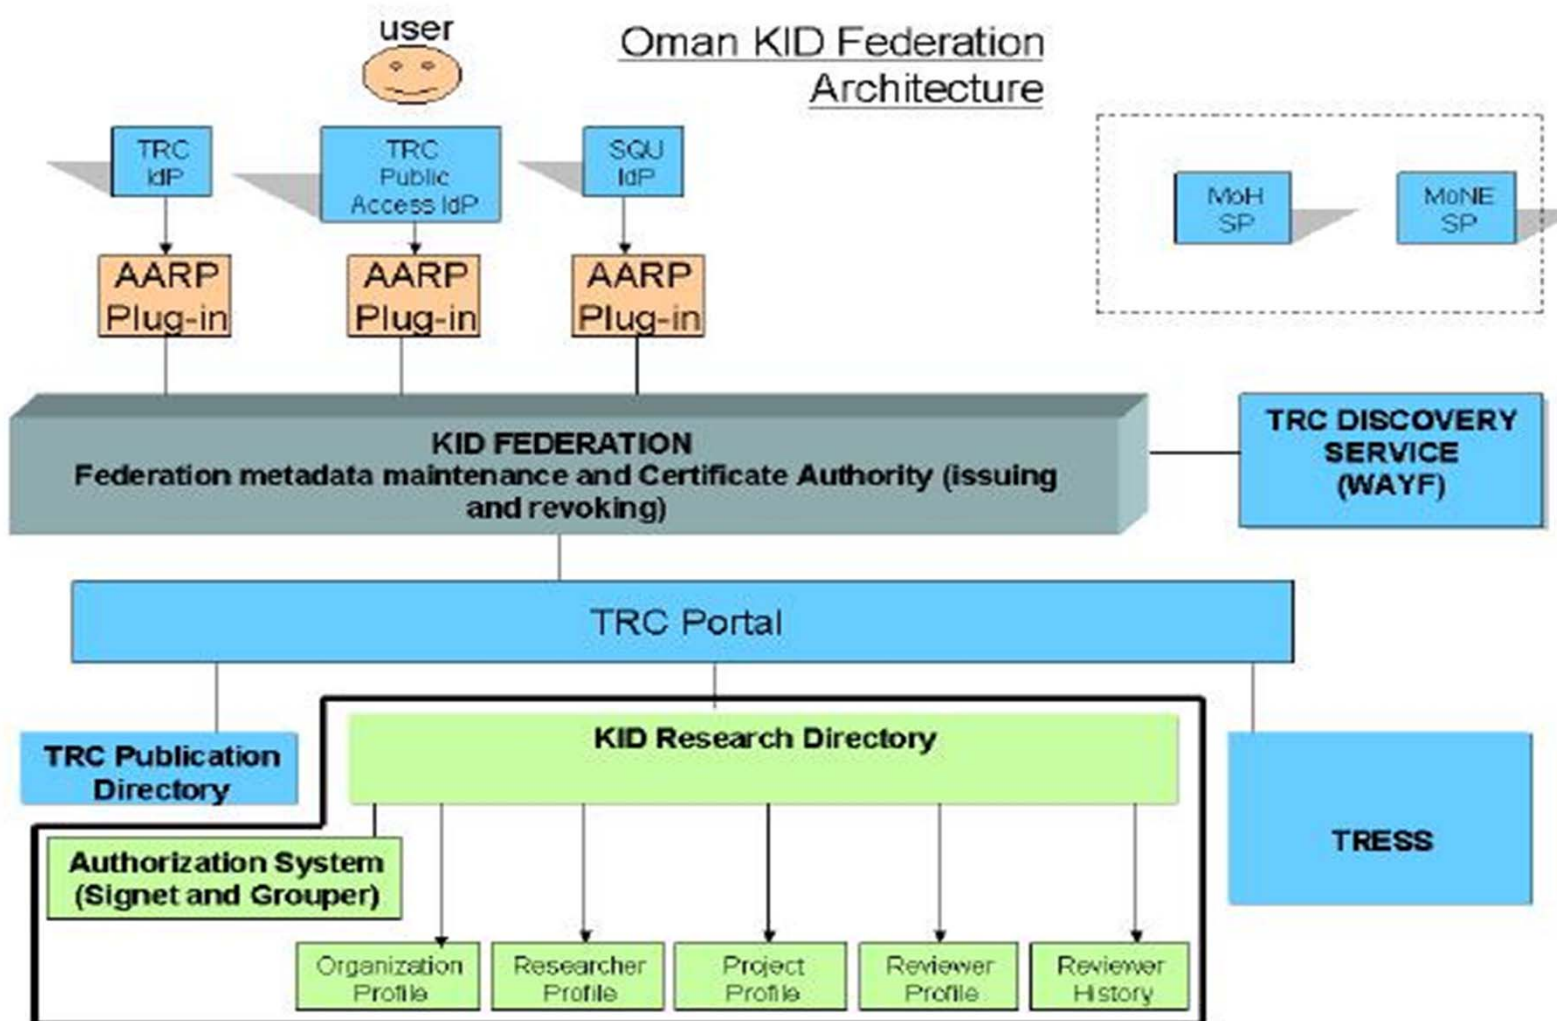 user
Oman KID Federation
Architecture
TRC
IdP
TRC
Public
Access IdP
SQU
IdP
MoH
SP
MoNE
SP
AARP
Plug-in
AARP
Plug-in
AARP
Plug-in
KID FEDERATION
Federation metadada maintenance and Certificate Authority (issuing
and revoking)
TRC DISCOVERY
SERVICE
(WAYF)
TRC Portal
TRC Publication
Directory
KID Research Directory
TRESS
Authorization System
(Signet and Grouper)
Organization
Profile
Researcher
Profile
Project
Profile
Reviewer
Profile
Reviewer
History